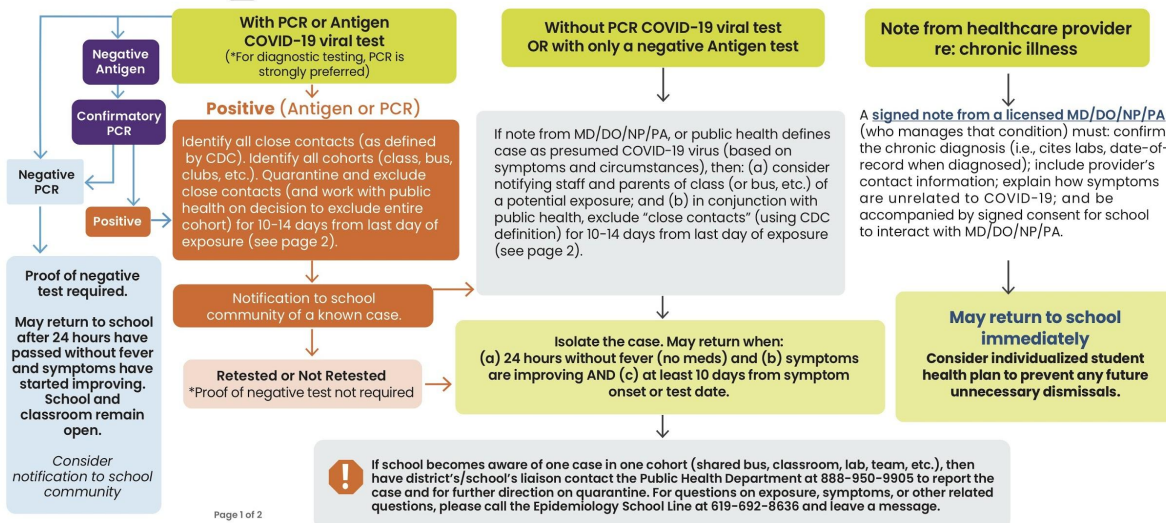 With PCR or Antigen
COVID-19 viral test
(*For diagnostic testing, PCR is
strongly preferred)
Negative
Antigen
Confirmatory
PCR
Negative
PCR
Positive
Proof of negative
test required.
May return to school
after 24 hours have
passed without fever
and symptoms have
started improving.
School and
classroom remain
open.
Consider
notification to school
community
Positive (Antigen or PCR)
Identify all close contacts (as defined
by CDC). Identify all cohorts (class, bus,
clubs, etc.). Quarantine and exclude
close contacts (and work with public
health on decision to exclude entire
cohort) for 10-14 days from last day of
exposure (see page 2).
Notification to school
community of a known case.
Retested or Not Retested
*Proof of negative test not required
Without PCR COVID-19 viral test
OR with only a negative Antigen test
If note from MD/DO/NP/PA, or public health defines
case as presumed COVID-19 virus (based on
symptoms and circumstances), then: (a) consider
notifying staff and parents of class (or bus, etc.) of
a potential exposure; and (b) in conjunction with
public health, exclude “close contacts” (using CDC
definition) for 10-14 days from last day of exposure
(see page 2).
Isolate the case. May return when:
(a) 24 hours without fever (no meds) and (b) symptoms
are improving AND (c) at least 10 days from symptom
onset or test date.
Note from healthcare provider
re: chronic illness
A signed note from a licensed MD/DO/NP/PA
(who manages that condition) must: confirm
the chronic diagnosis (i.e., cites labs, date-of-
record when diagnosed); include provider’s
contact information; explain how symptoms
are unrelated to COVID-19; and be
accompanied by signed consent for school
to interact with MD/DO/NP/PA.
May return to school
immediately
Consider individualized student
health plan to prevent any future
unnecessary dismissals.
If school becomes aware of one case in one cohort (shared bus, classroom, lab, team, etc.), then
have district’s/school’s liaison contact the Public Health Department at 888-950-9905 to report the
case and for further direction on quarantine. For questions on exposure, symptoms, or other related
questions, please call the Epidemiology School Line at 619-692-8636 and leave a message.
Page 1 of 2